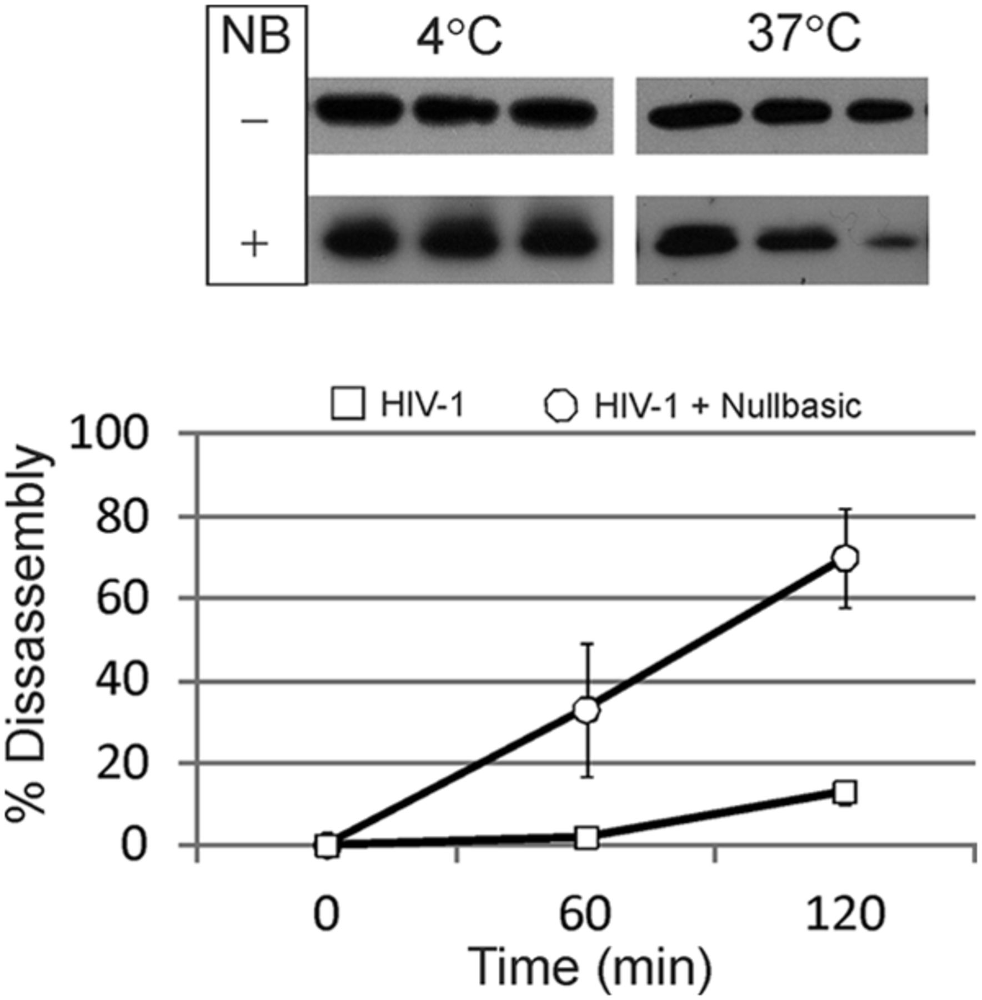 NB 4°C 37°C
−
+
HIV-1 HIV-1 + Nullbasic
% Dissassembly
100
80
60
40
20
0
0 60 120
Time (min)